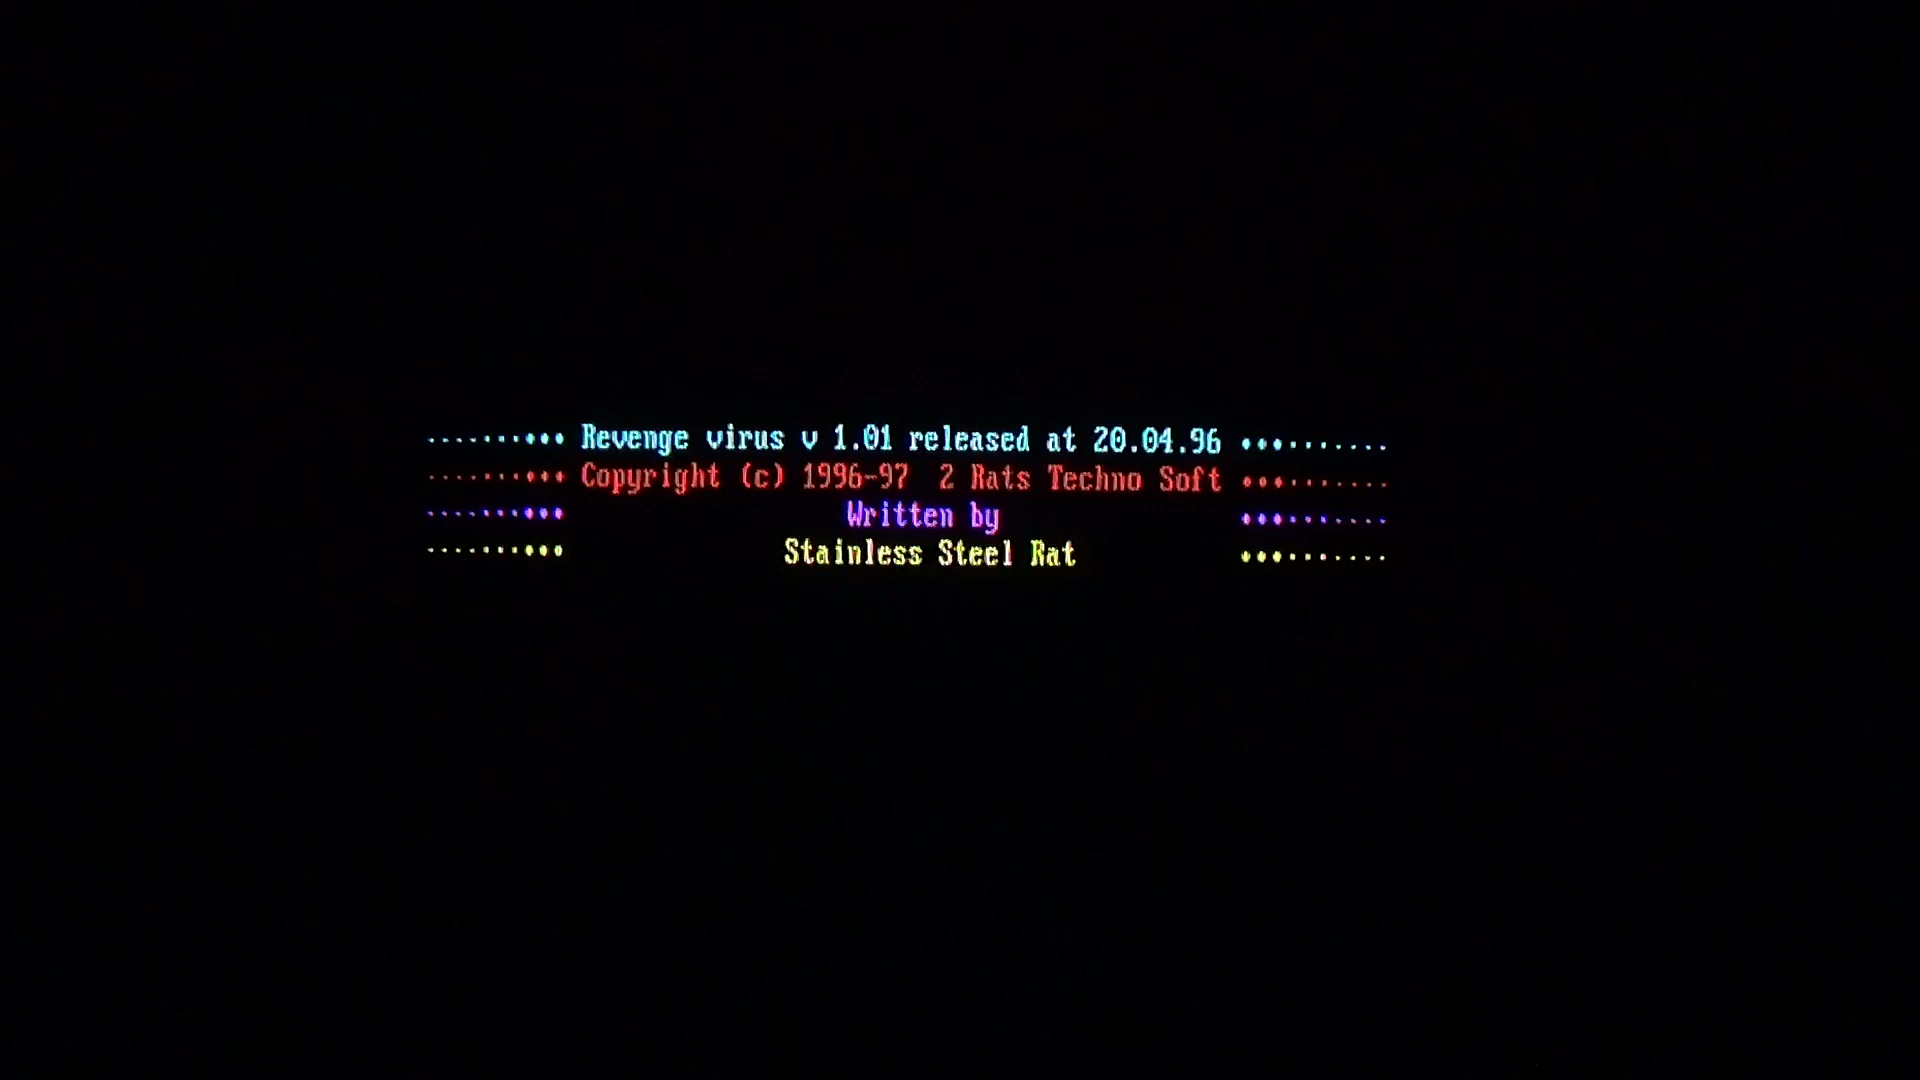 Revenge virus v 1.01 released at 20.04.96
Copyright (c) 1996-97  2 Rats Techno Soft
Written by
Stainless Steel Rat